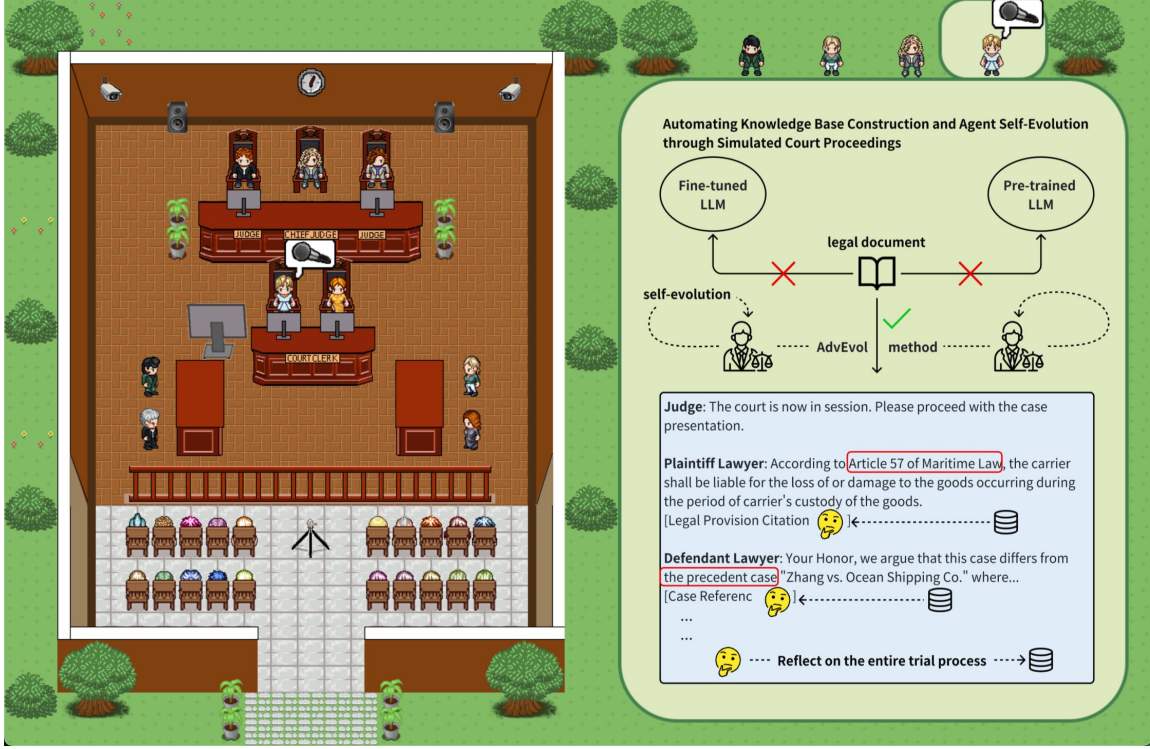 JUDGE
CHIEF JUDGE
JUDGE
COURT CLERK
Automating Knowledge Base Construction and Agent Self-Evolution
through Simulated Court Proceedings
Fine-tuned
LLM
Pre-trained
LLM
legal document
self-evolution
AdvEvol method
Judge: The court is now in session. Please proceed with the case
presentation.
Plaintiff Lawyer: According to Article 57 of Maritime Law, the carrier
shall be liable for the loss of or damage to the goods occurring during
the period of carrier's custody of the goods.
[Legal Provision Citation ]
Defendant Lawyer: Your Honor, we argue that this case differs from
the precedent case "Zhang vs. Ocean Shipping Co." where...
[Case Referenc ]
...
...
Reflect on the entire trial process